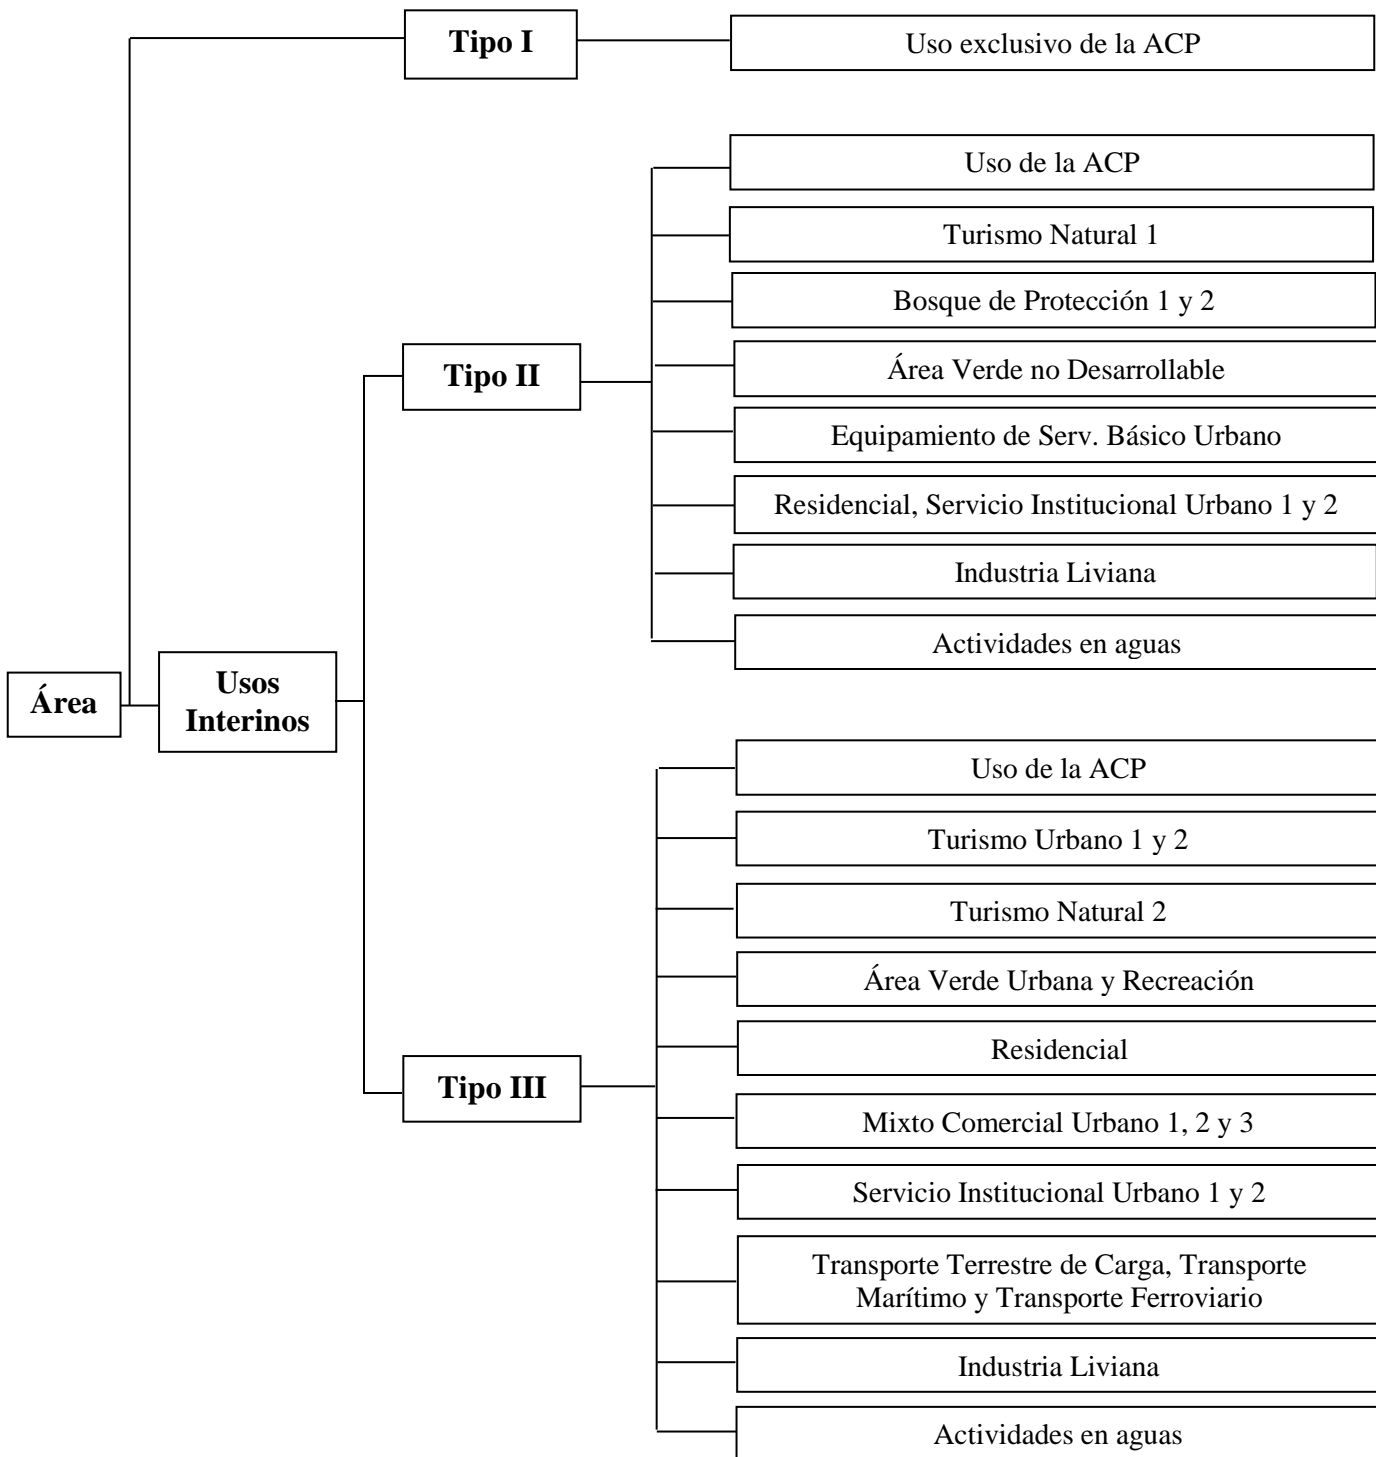 Tipo I
Uso exclusivo de la ACP
Uso de la ACP
Turismo Natural 1
Bosque de Protección 1 y 2
Tipo II
Área Verde no Desarrollable
Equipamiento de Serv. Básico Urbano
Residencial, Servicio Institucional Urbano 1 y 2
Industria Liviana
Actividades en aguas
Área
Usos
Interinos
Uso de la ACP
Turismo Urbano 1 y 2
Turismo Natural 2
Área Verde Urbana y Recreación
Residencial
Tipo III
Mixto Comercial Urbano 1, 2 y 3
Servicio Institucional Urbano 1 y 2
Transporte Terrestre de Carga, Transporte
Marítimo y Transporte Ferroviario
Industria Liviana
Actividades en aguas